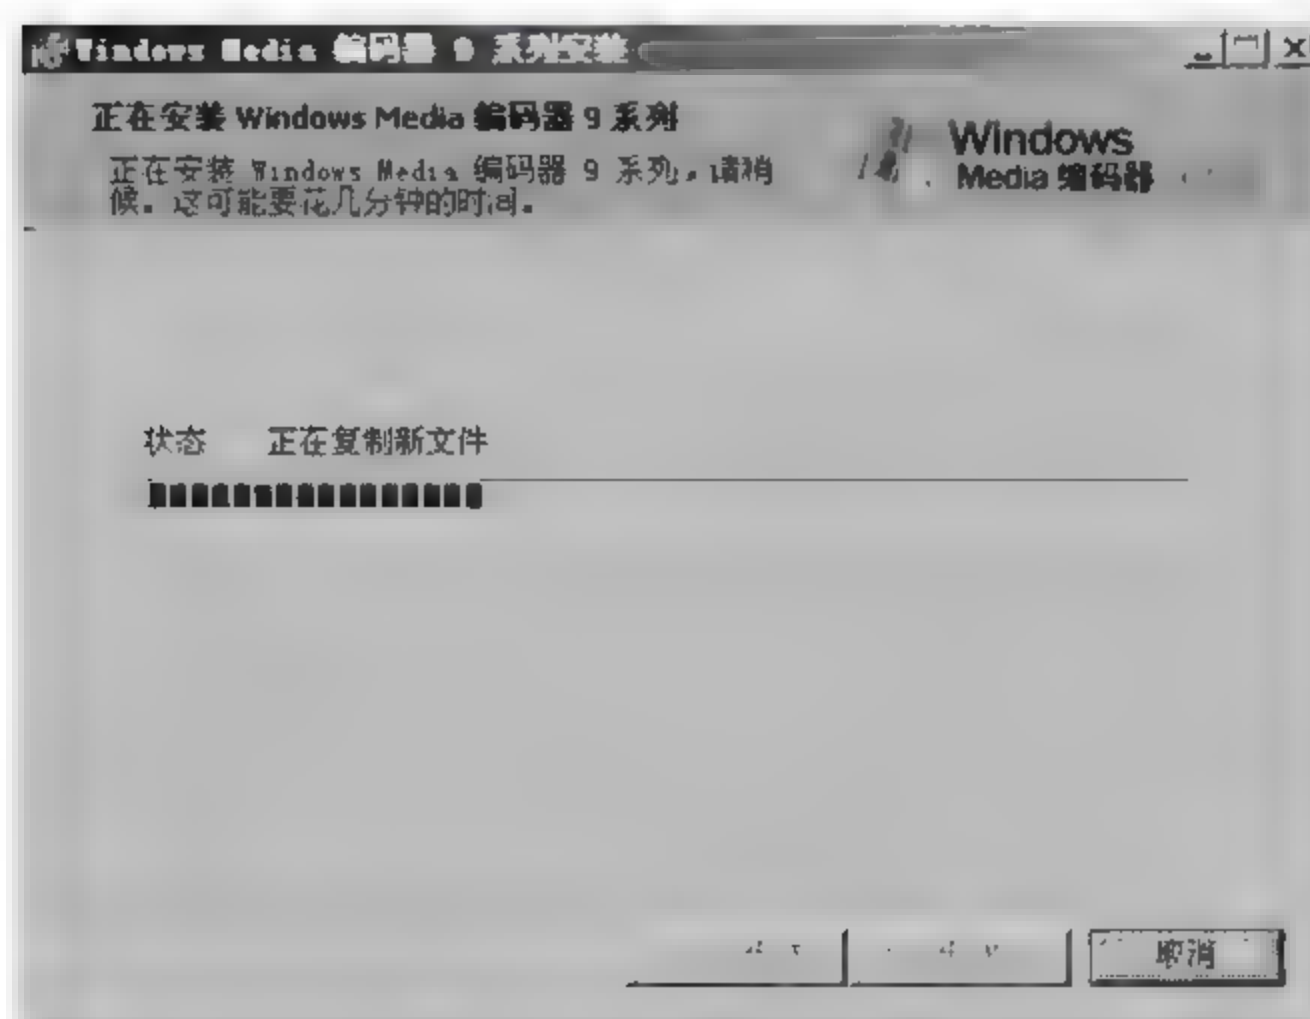 Windows Media 编码器 9 系列安装
正在安装 Windows Media 编码器 9 系列
正在安装 Windows Media 编码器 9 系列，请稍
候。这可能要花几分钟的时间。
Windows
Media 编码器
状态 正在复制新文件
取消